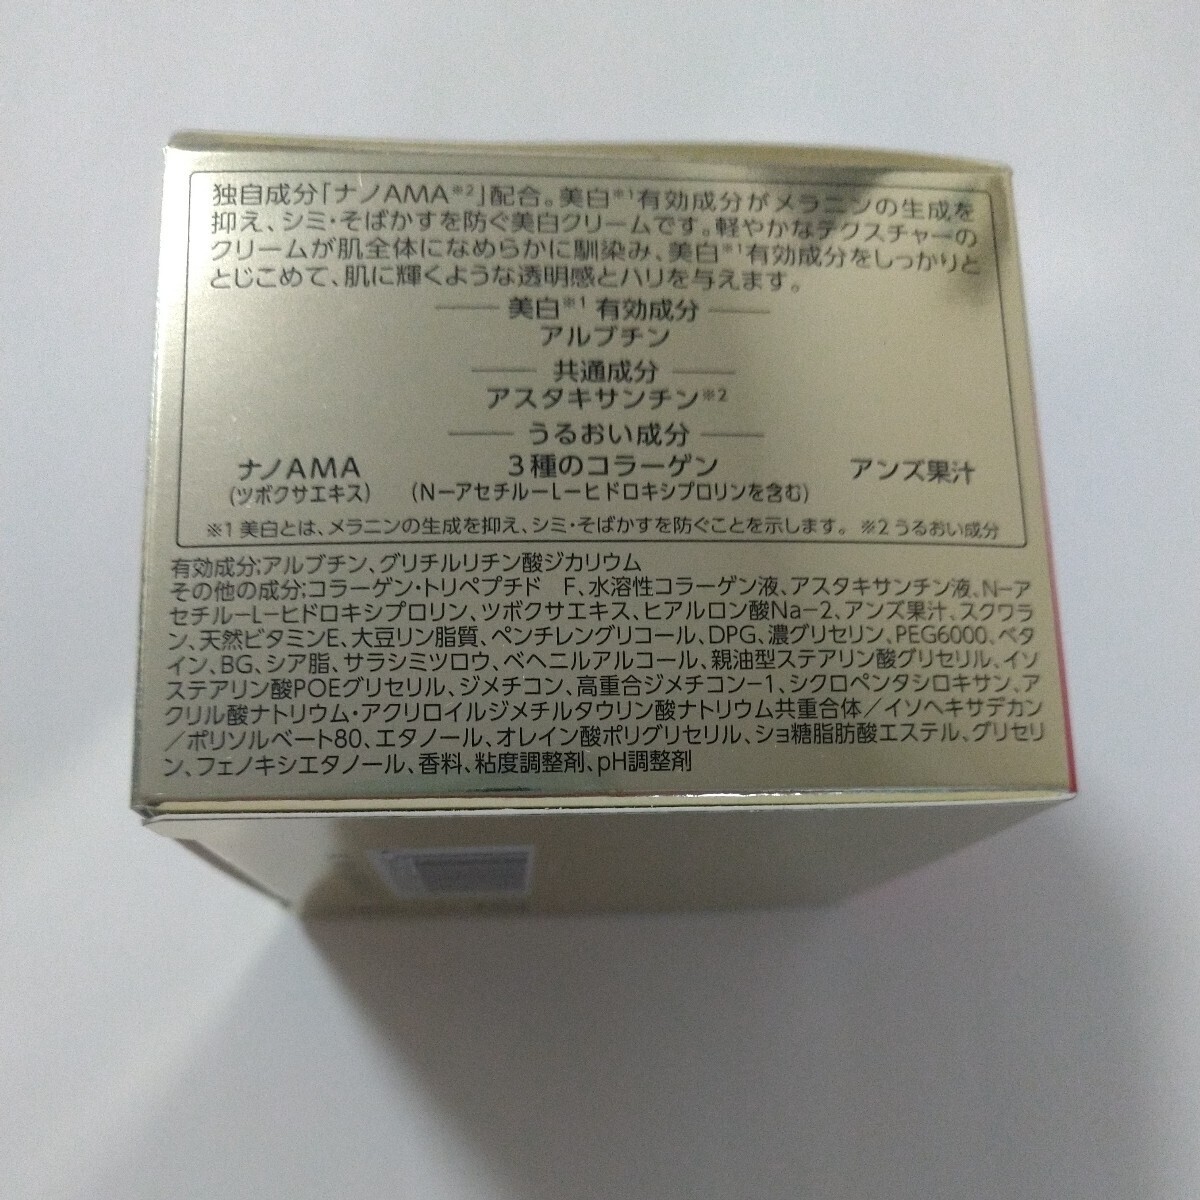 独自成分「ナノAMA※2」配合。美白※1有効成分がメラニンの生成を
抑え、シミ・そばかすを防ぐ美白クリームです。軽やかなテクスチャーの
クリームが肌全体になめらかに馴染み、美白※1有効成分をしっかりと
とじこめて、肌に輝くような透明感とハリを与えます。
美白※1 有効成分
アルブチン
共通成分
アスタキサンチン※2
うるおい成分
ナノAMA 3種のコラーゲン アンズ果汁
(ツボクサエキス) (N-アセチル-L-ヒドロキシプロリンを含む)
※1 美白とは、メラニンの生成を抑え、シミ・そばかすを防ぐことを示します。 ※2 うるおい成分
有効成分;アルブチン、グリチルリチン酸ジカリウム
その他の成分;コラーゲン・トリペプチド F、水溶性コラーゲン液、アスタキサンチン液、N-ア
セチル-L-ヒドロキシプロリン、ツボクサエキス、ヒアルロン酸Na-2、アンズ果汁、スクワラ
ン、天然ビタミンE、大豆リン脂質、ペンチレングリコール、DPG、濃グリセリン、PEG6000、ベタ
イン、BG、シア脂、サラシミツロウ、ベヘニルアルコール、親油型ステアリン酸グリセリル、イソ
ステアリン酸POEグリセリル、ジメチコン、高重合ジメチコン-1、シクロペンタシロキサン、ア
クリル酸ナトリウム・アクリロイルジメチルタウリン酸ナトリウム共重合体/イソヘキサデカン
/ポリソルベート80、エタノール、オレイン酸ポリグリセリル、ショ糖脂肪酸エステル、グリセリ
ン、フェノキシエタノール、香料、粘度調整剤、pH調整剤